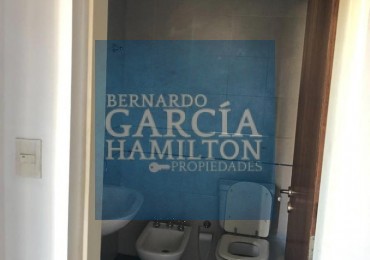 BERNARDO
GARCÍA
HAMILTON
PROPIEDADES